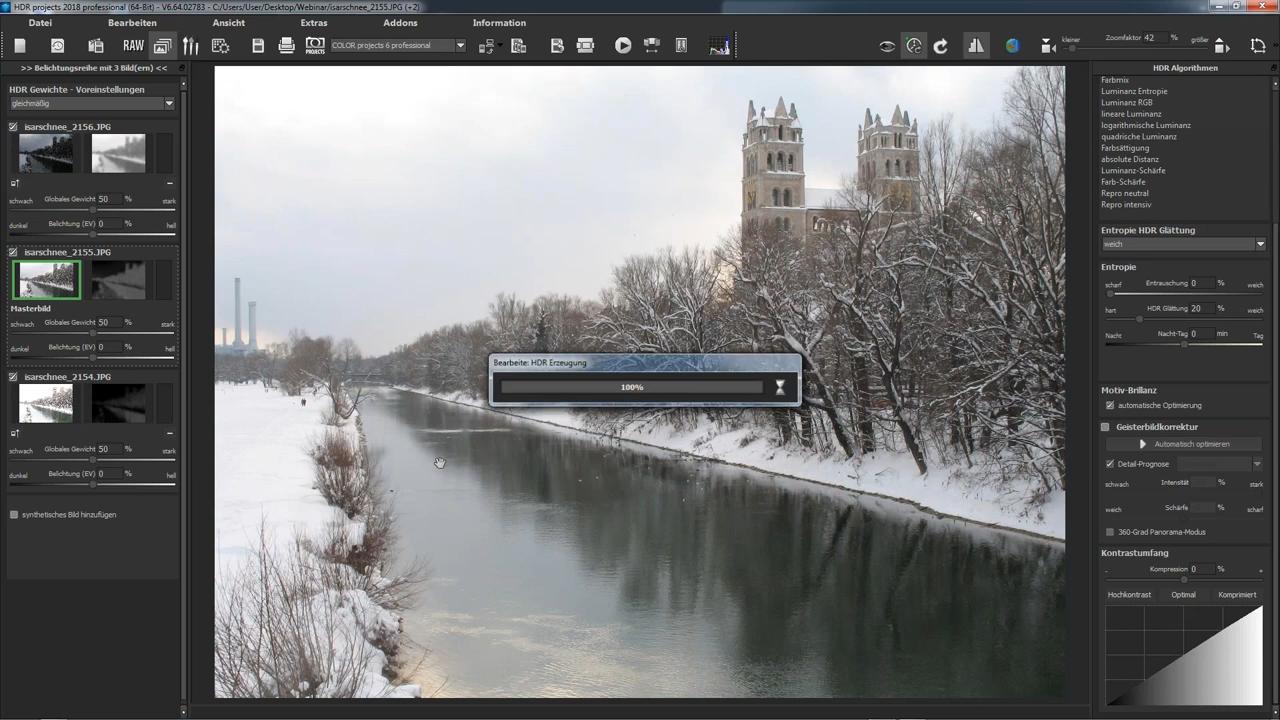 HDR projects 2018 professional (64-Bit) - V6.64.02783 - C:/Users/User/Desktop/Webinar/isarschnee_2155.JPG (+2)
Datei Bearbeiten Ansicht Extras Addons Information
RAW PROJECTS COLOR projects 6 professional kleiner Zoomfaktor 42 % größer
>> Belichtungsreihe mit 3 Bild(ern) <<
HDR Gewichte - Voreinstellungen
gleichmäßig
isarschnee_2156.JPG
Globales Gewicht 50 %
schwach stark
Belichtung (EV) 0 %
dunkel hell
isarschnee_2155.JPG
Masterbild
Globales Gewicht 50 %
schwach stark
Belichtung (EV) 0 %
dunkel hell
isarschnee_2154.JPG
Globales Gewicht 50 %
schwach stark
Belichtung (EV) 0 %
dunkel hell
synthetisches Bild hinzufügen
Bearbeite: HDR Erzeugung
100%
HDR Algorithmen
Farbmix
Luminanz Entropie
Luminanz RGB
lineare Luminanz
logarithmische Luminanz
quadrische Luminanz
Farbsättigung
absolute Distanz
Luminanz-Schärfe
Farb-Schärfe
Repro neutral
Repro intensiv
Entropie HDR Glättung
weich
Entropie
scharf Entrauschung 0 % weich
hart HDR Glättung 20 % weich
Nacht Nacht-Tag 0 min Tag
Motiv-Brillanz
automatische Optimierung
Geisterbildkorrektur
Automatisch optimieren
Detail-Prognose
schwach Intensität % stark
weich Schärfe % scharf
360-Grad Panorama-Modus
Kontrastumfang
- Kompression 0 % +
Hochkontrast Optimal Komprimiert